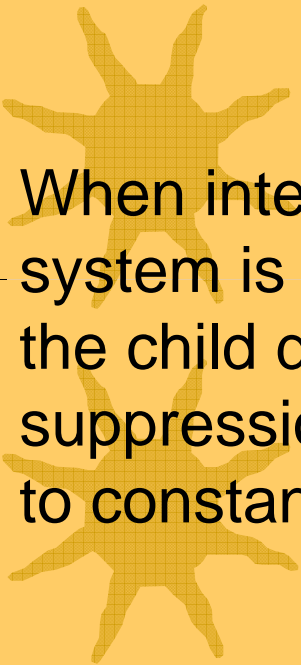 When inte
system is
the child c
suppressi
to constan